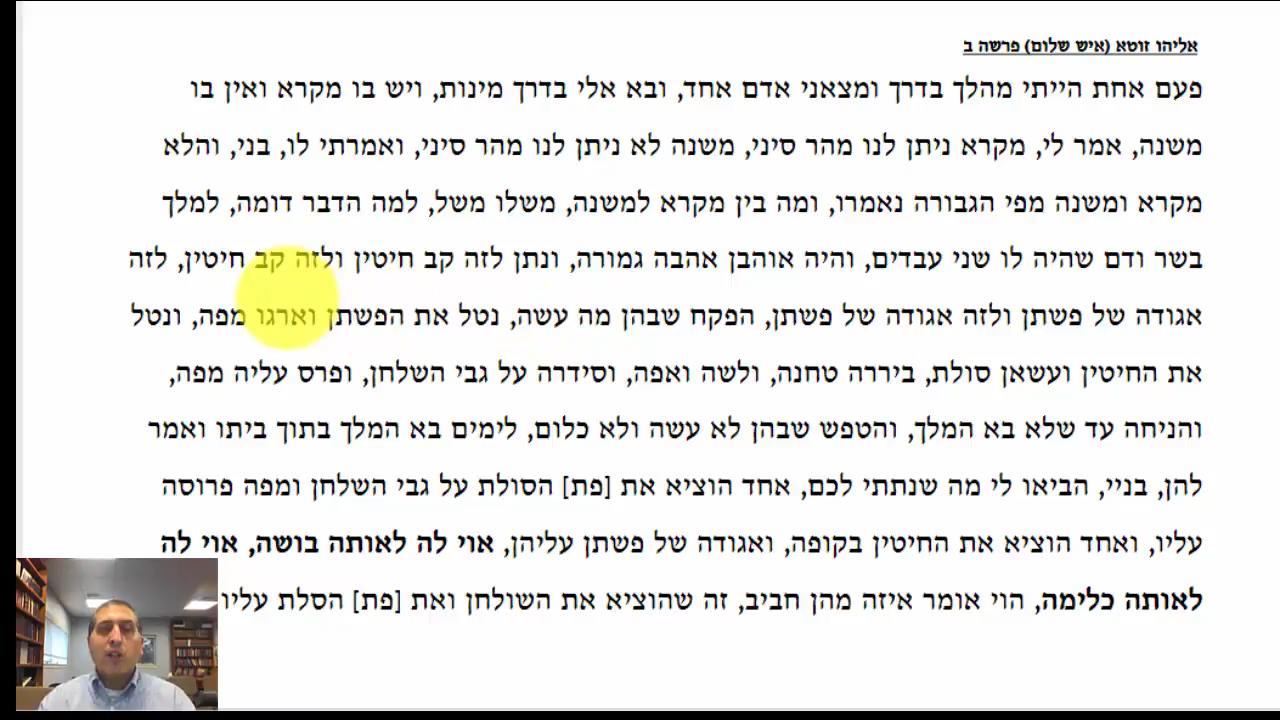 אליהו זוטא (איש שלום) פרשה ב
פעם אחת הייתי מהלך בדרך ומצאני אדם אחד, ובא אלי בדרך מינות, ויש בו מקרא ואין בו
משנה, אמר לי, מקרא ניתן לנו מהר סיני, משנה לא ניתן לנו מהר סיני, ואמרתי לו, בני, והלא
מקרא ומשנה מפי הגבורה נאמרו, ומה בין מקרא למשנה, משלו משל, למה הדבר דומה, למלך
בשר ודם שהיה לו שני עבדים, והיה אוהבן אהבה גמורה, ונתן לזה קב חיטין ולזה קב חיטין, לזה
אגודה של פשתן ולזה אגודה של פשתן, הפקח שבהן מה עשה, נטל את הפשתן וארגו מפה, ונטל
את החיטין ועשאן סולת, ביררה טחנה, ולשה ואפה, וסידרה על גבי השלחן, ופרס עליה מפה,
והניחה עד שלא בא המלך, והטפש שבהן לא עשה ולא כלום, לימים בא המלך בתוך ביתו ואמר
להן, בניי, הביאו לי מה שנתתי לכם, אחד הוציא את [פת] הסולת על גבי השלחן ומפה פרוסה
עליו, ואחד הוציא את החיטין בקופה, ואגודה של פשתן עליהן, אוי לה לאותה בושה, אוי לה
לאותה כלימה, הוי אומר איזה מהן חביב, זה שהוציא את השולחן ואת [פת] הסלת עליו